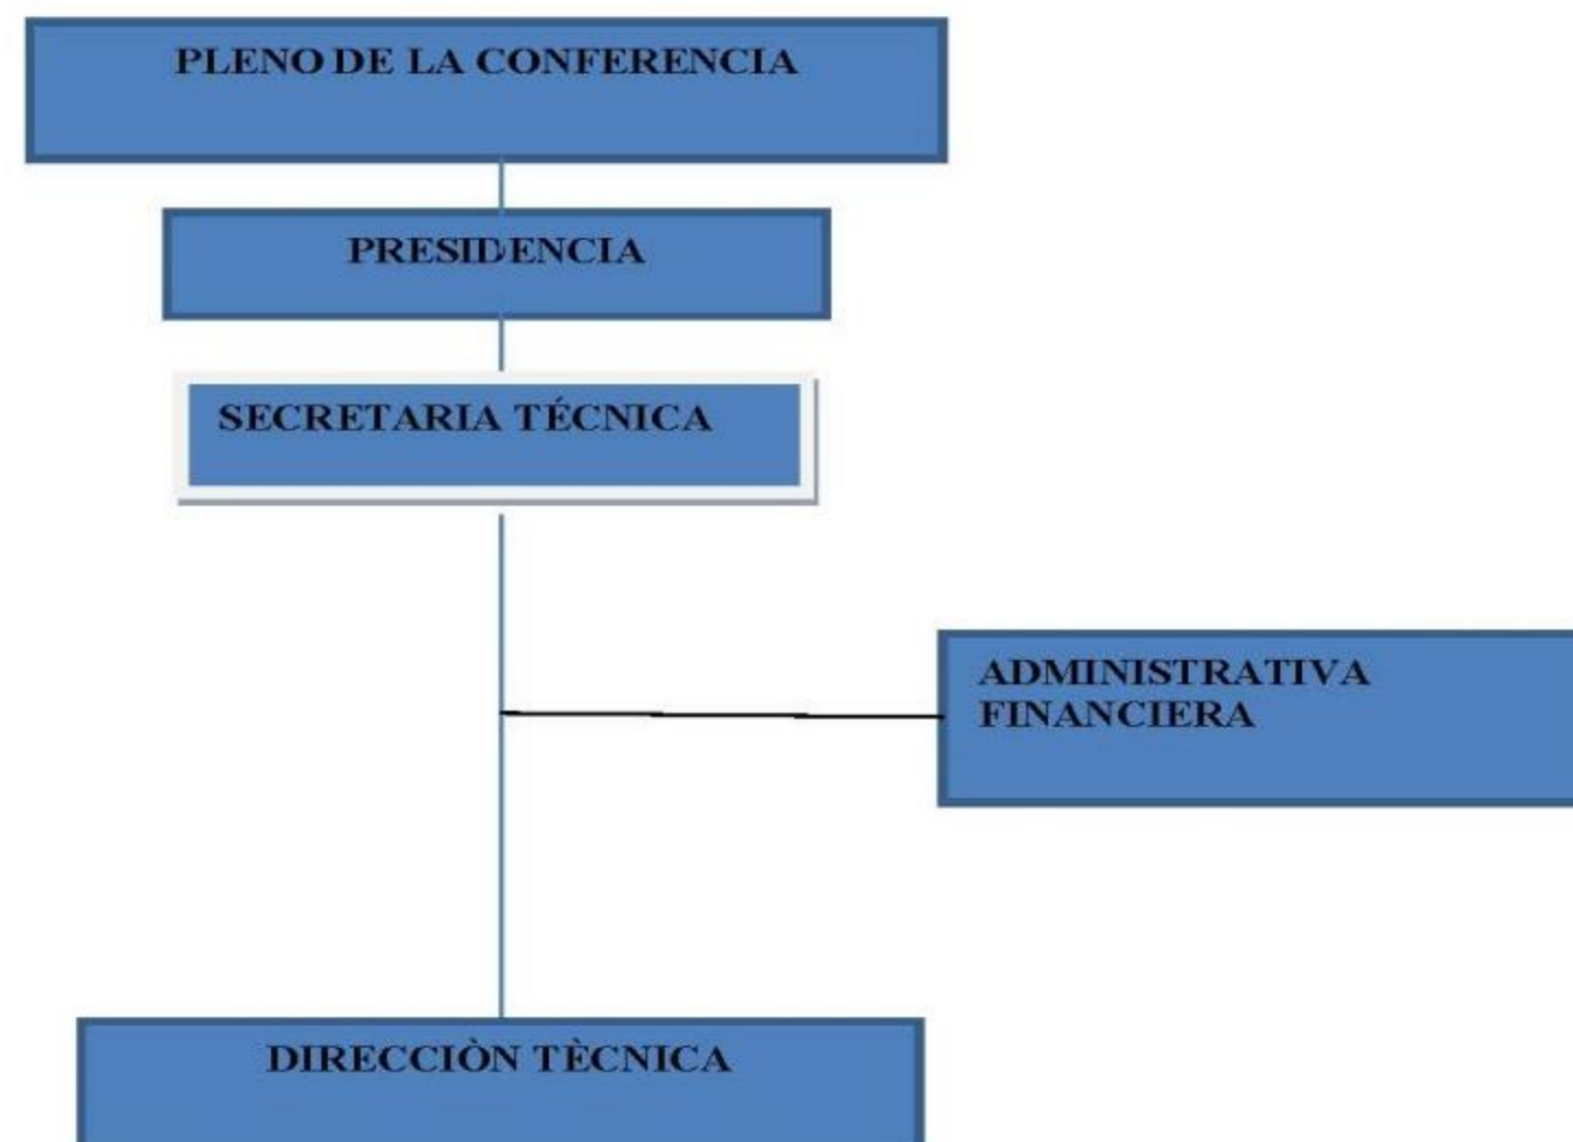 PLENO DE LA CONFERENCIA
PRESIDENCIA
SECRETARIA TÉCNICA
ADMINISTRATIVA
FINANCIERA
DIRECCIÒN TÈCNICA